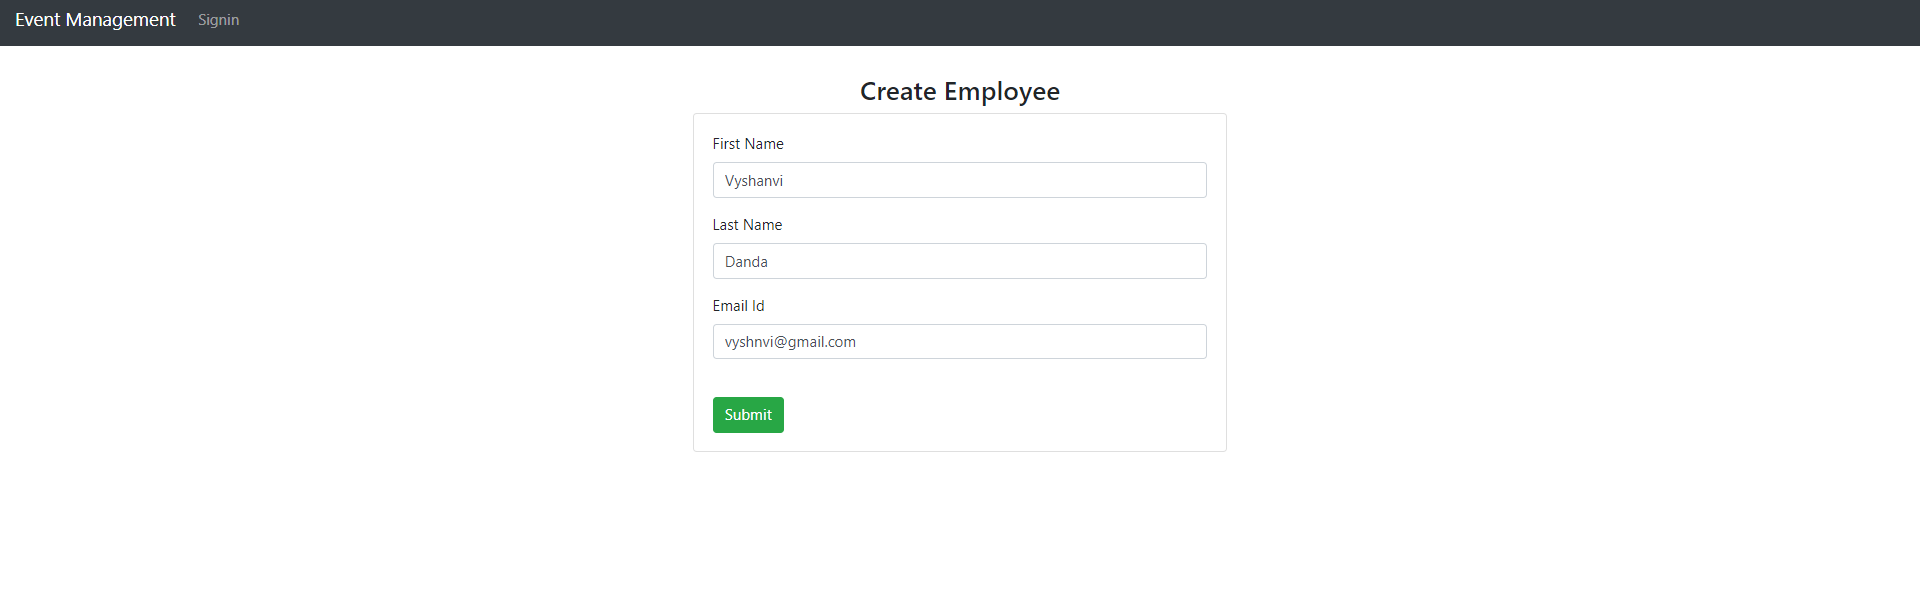 Event Management Signin
Create Employee
First Name
Vyshanvi
Last Name
Danda
Email Id
vyshnvi@gmail.com
Submit